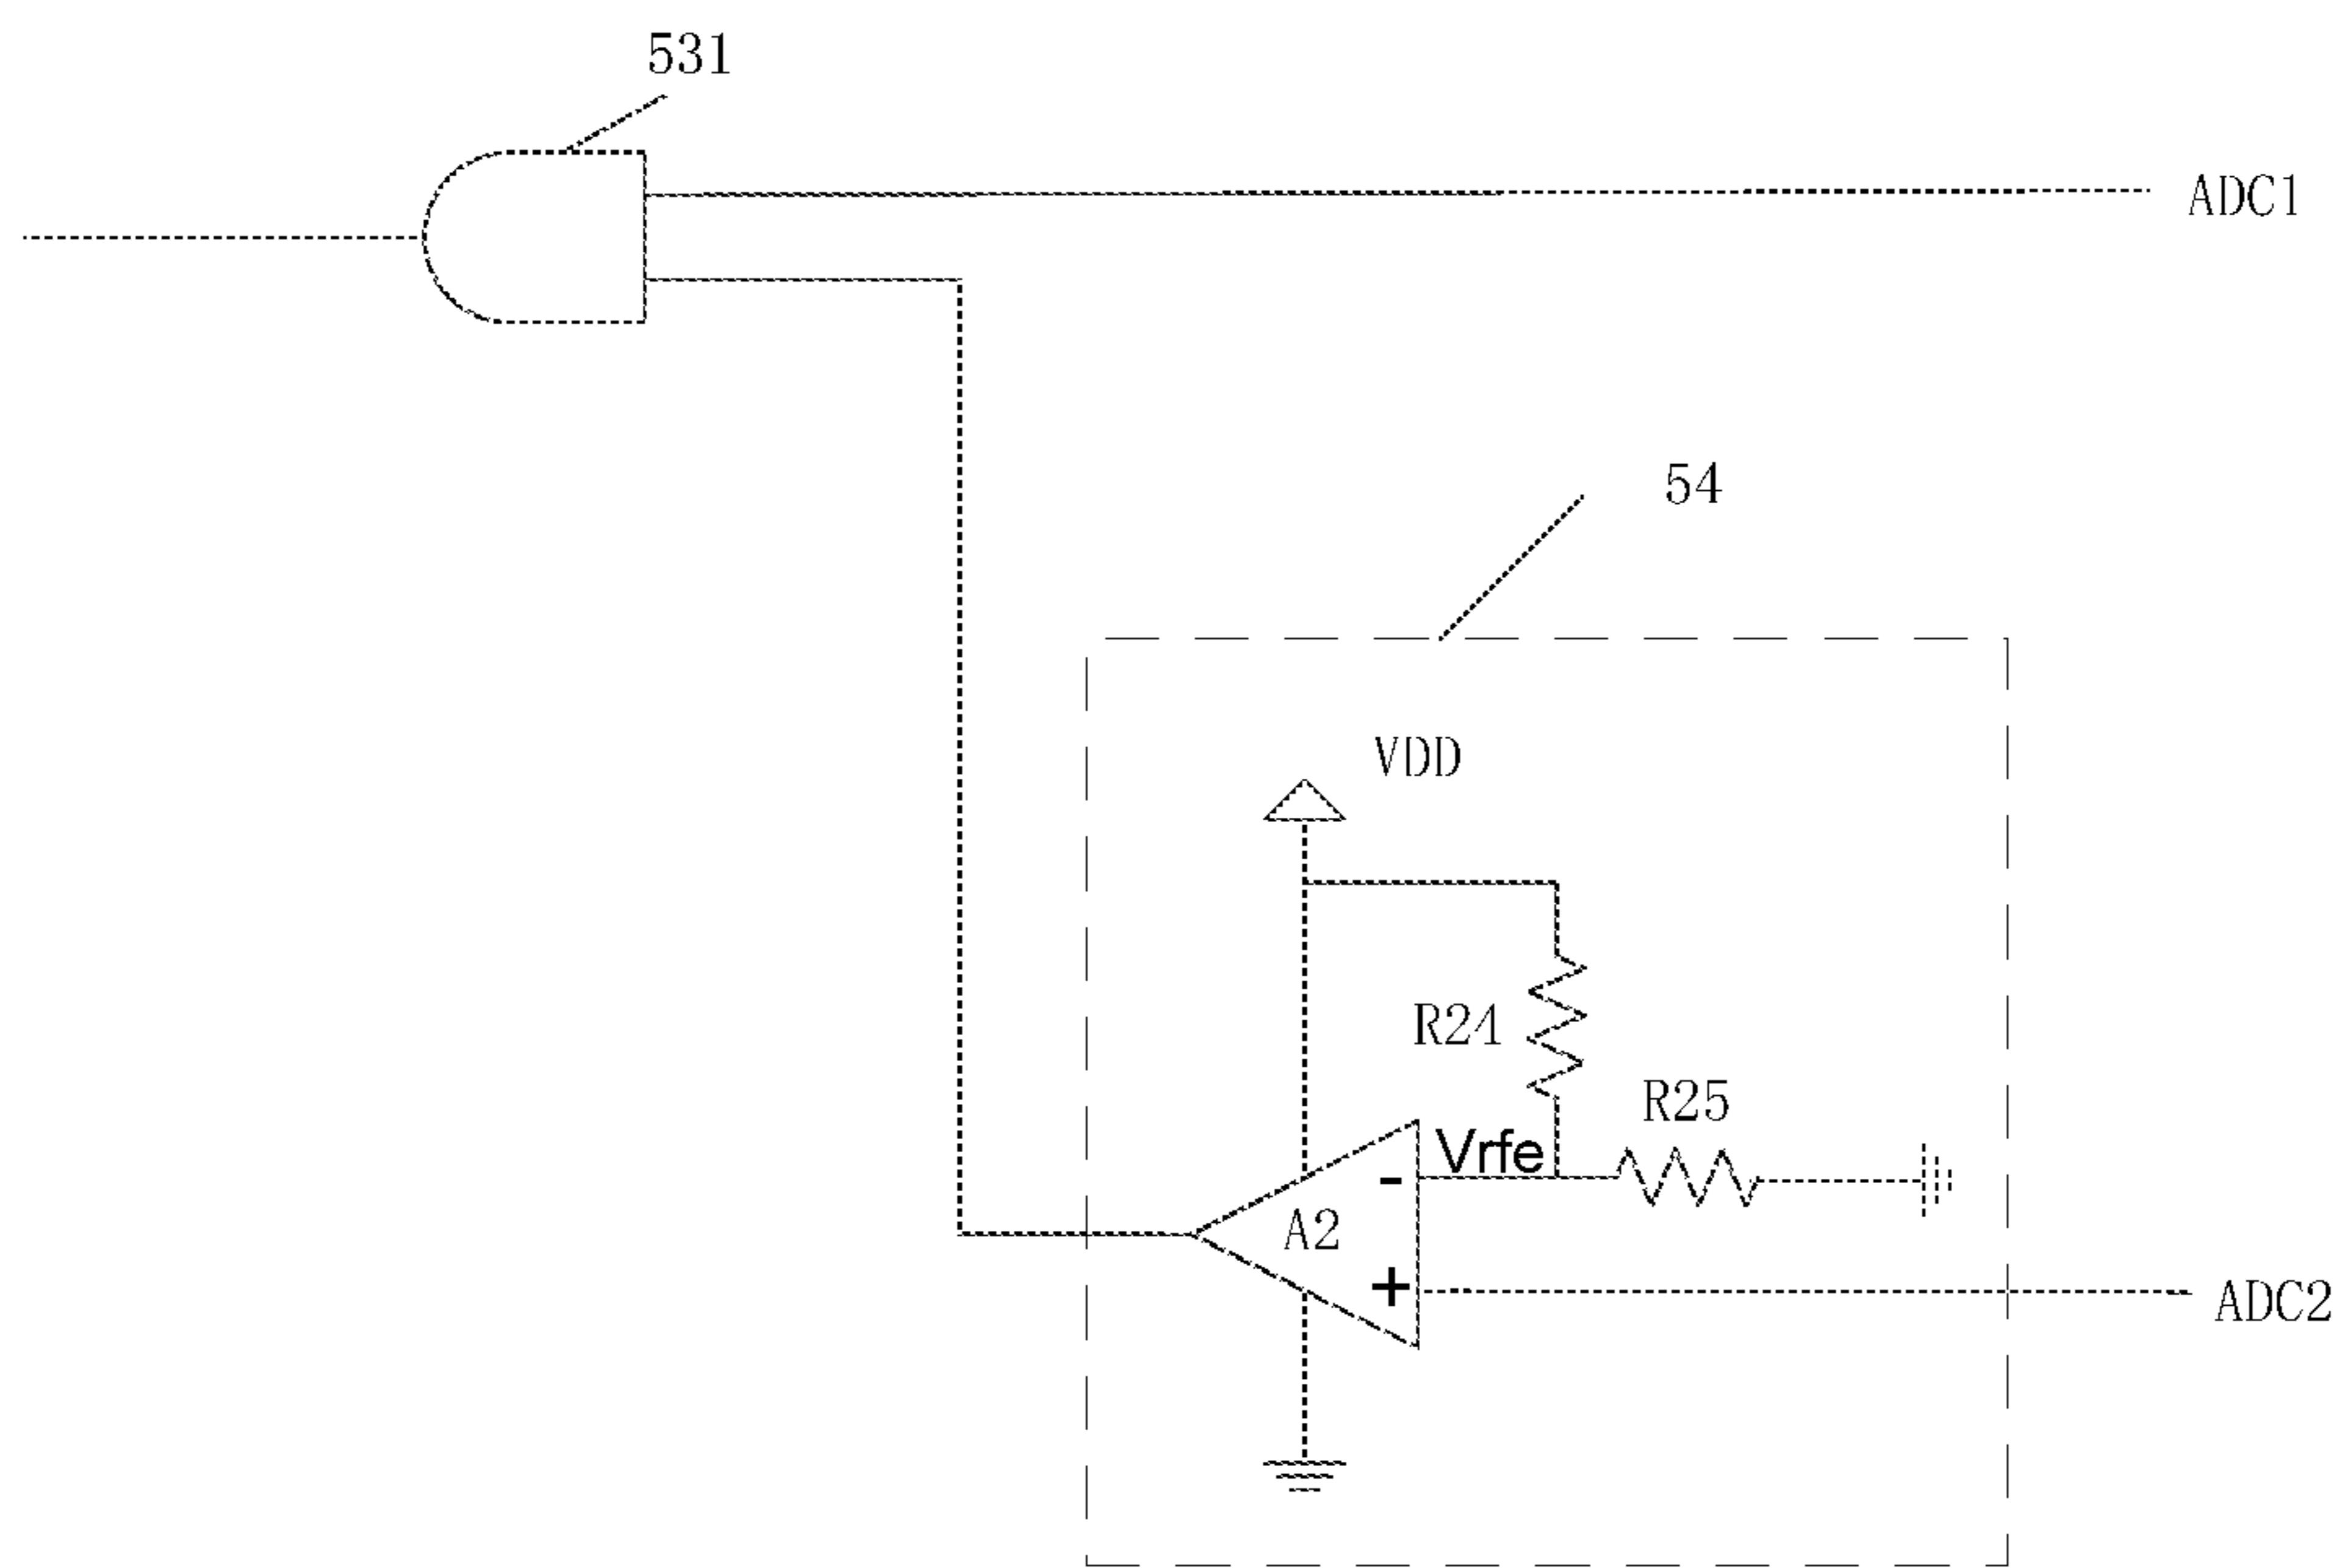 531
ADC1
54
VDD
R24
R25
Vrfe
-
A2
+
ADC2